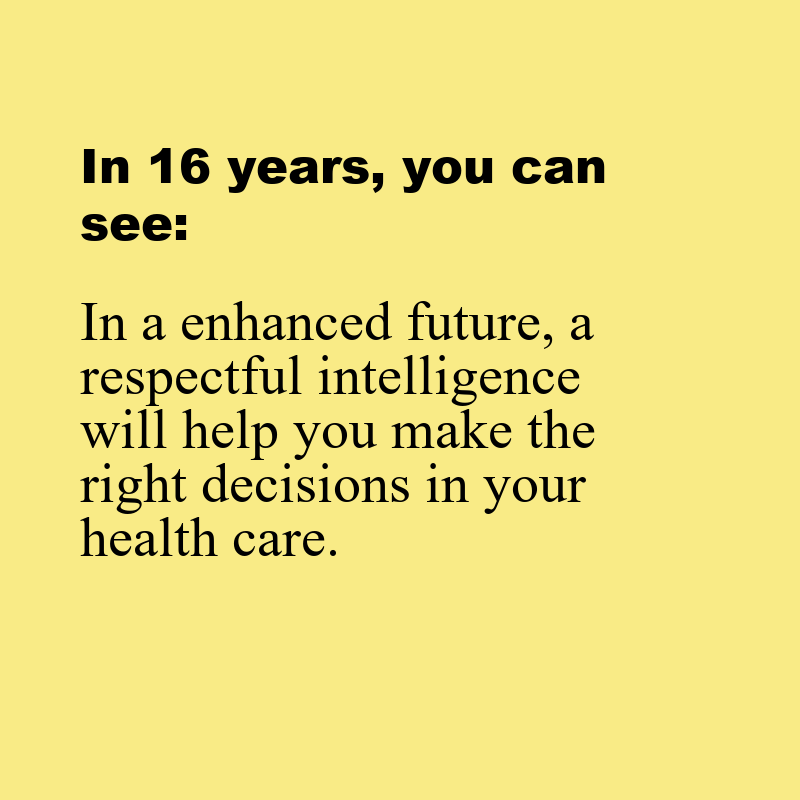 In 16 years, you can
see:
In a enhanced future, a
respectful intelligence
will help you make the
right decisions in your
health care.